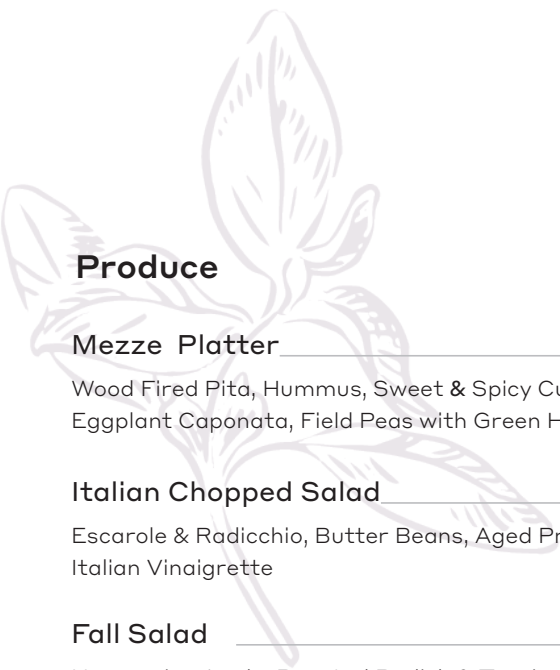 Produce
Mezze Platter
Wood Fired Pita, Hummus, Sweet & Spicy
Eggplant Caponata, Field Peas with Green
Italian Chopped Salad
Escarole & Radicchio, Butter Beans, Aged
Italian Vinaigrette
Fall Salad